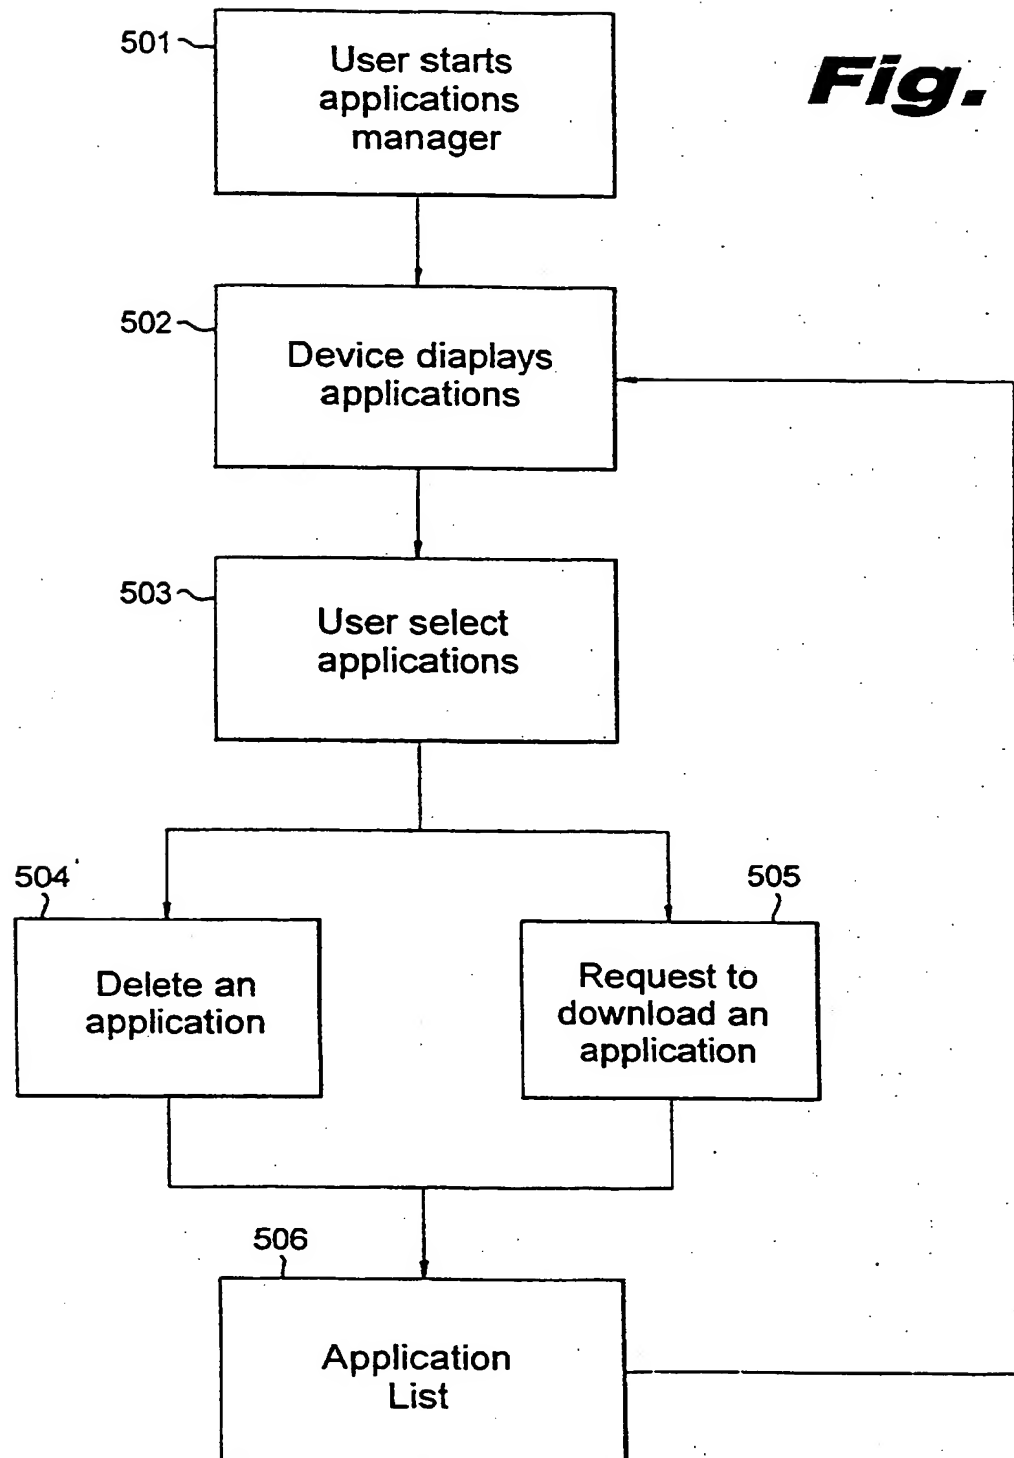 Fig.
501
User starts
applications
manager
502
Device diaplays
applications
503
User select
applications
504
Delete an
application
505
Request to
download an
application
506
Application
List